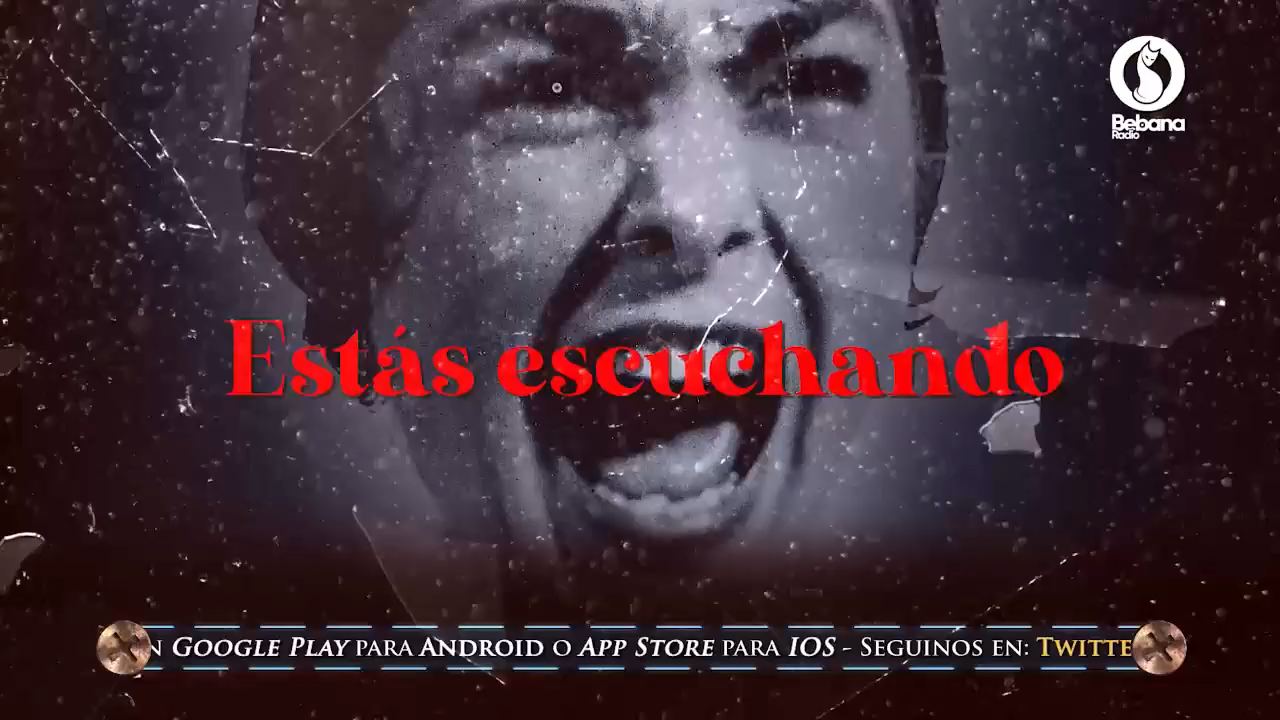 Bebana
Radio
Estás escuchando
N GOOGLE PLAY PARA ANDROID O APP STORE PARA IOS - SEGUINOS EN: TWITTE